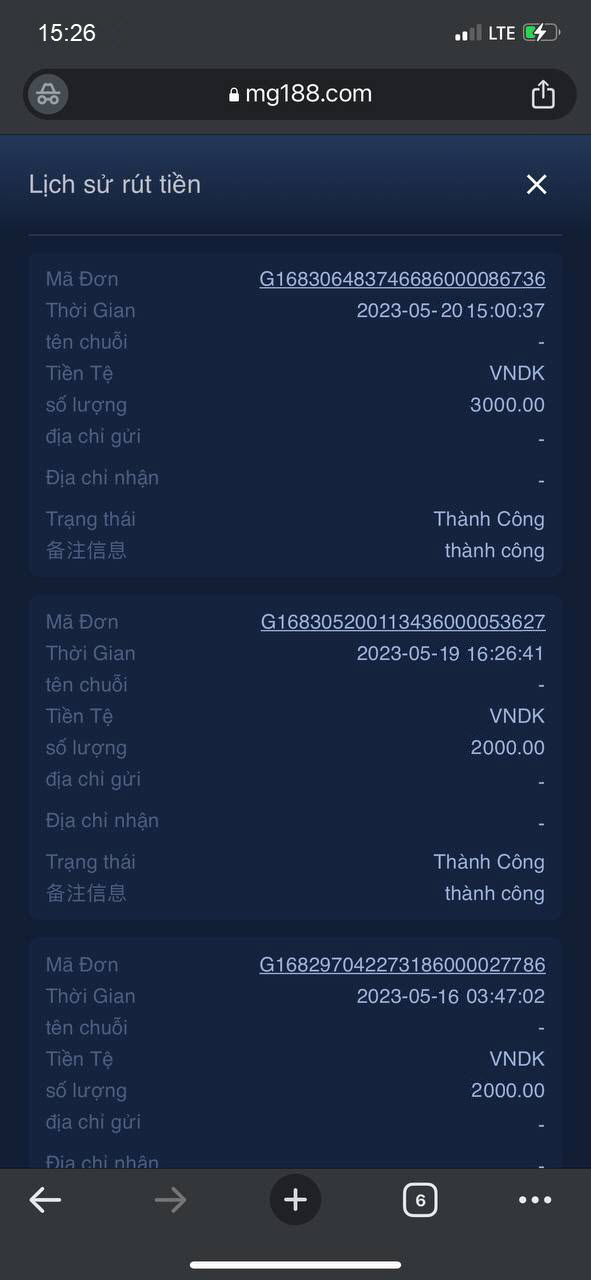 15:26
LTE
mg188.com
Lịch sử rút tiền
Mã Đơn G168306483746686000086736
Thời Gian 2023-05-20 15:00:37
tên chuỗi -
Tiền Tệ VNDK
số lượng 3000.00
địa chỉ gửi -
Địa chỉ nhận -
Trạng thái Thành Công
备注信息 thành công
Mã Đơn G168305200113436000053627
Thời Gian 2023-05-19 16:26:41
tên chuỗi -
Tiền Tệ VNDK
số lượng 2000.00
địa chỉ gửi -
Địa chỉ nhận -
Trạng thái Thành Công
备注信息 thành công
Mã Đơn G168297042273186000027786
Thời Gian 2023-05-16 03:47:02
tên chuỗi -
Tiền Tệ VNDK
số lượng 2000.00
địa chỉ gửi -
Địa chỉ nhận -
6